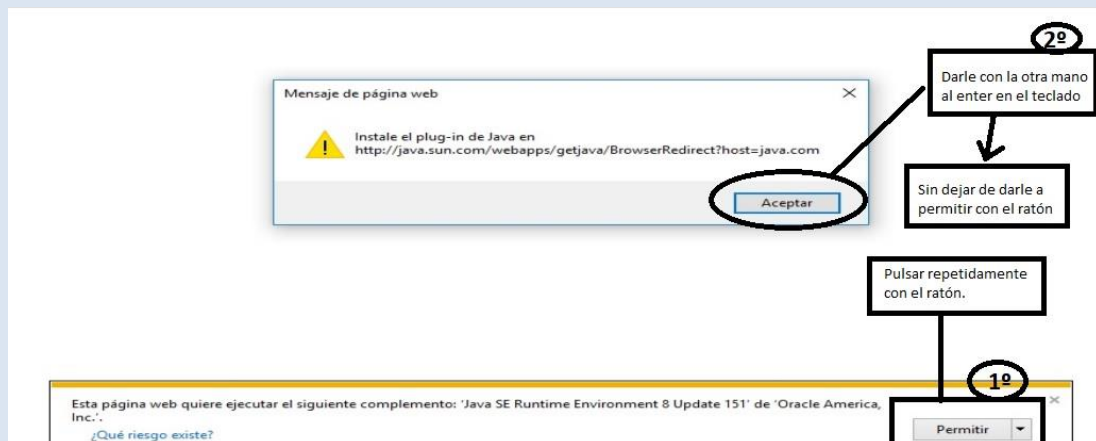 2º
Darle con la otra mano
al enter en el teclado
Mensaje de página web
Instale el plug-in de Java en
http://java.sun.com/webapps/getjava/BrowserRedirect?host=java.com
Aceptar
Sin dejar de darle a
permitir con el ratón
Pulsar repetidamente
con el ratón.
1º
Esta página web quiere ejecutar el siguiente complemento: 'Java SE Runtime Environment 8 Update 151' de 'Oracle America,
Inc.'.
¿Qué riesgo existe?
Permitir